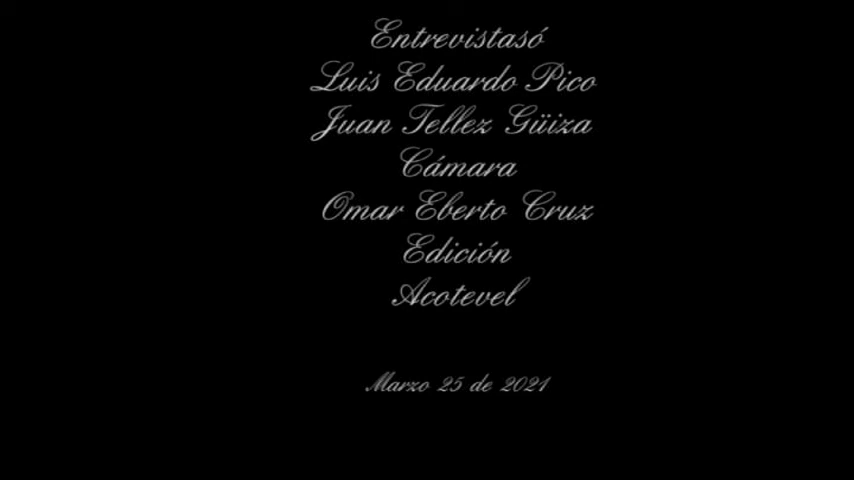 Entrevistasó
Luis Eduardo Pico
Juan Tellez Güiza
Cámara
Omar Eberto Cruz
Edición
Acotevel
Marzo 25 de 2021